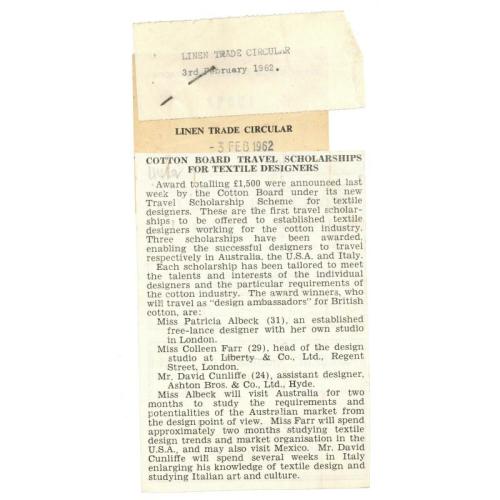 LINEN TRADE CIRCULAR
3rd February 1962.
LINEN TRADE CIRCULAR
- 3 FEB 1962
COTTON BOARD TRAVEL SCHOLARSHIPS
FOR TEXTILE DESIGNERS
Award totalling £1,500 were announced last
week by the Cotton Board under its new
Travel Scholarship Scheme for textile
designers. These are the first travel scholar-
ships to be offered to established textile
designers working for the cotton industry.
Three scholarships have been awarded,
enabling the successful designers to travel
respectively in Australia, the U.S.A. and Italy.
Each scholarship has been tailored to meet
the talents and interests of the individual
designers and the particular requirements of
the cotton industry. The award winners, who
will travel as "design ambassadors" for British
cotton, are:
Miss Patricia Albeck (31), an established
free-lance designer with her own studio
in London.
Miss Colleen Farr (29), head of the design
studio at Liberty & Co., Ltd., Regent
Street, London.
Mr. David Cunliffe (24), assistant designer,
Ashton Bros. & Co., Ltd., Hyde.
Miss Albeck will visit Australia for two
months to study the requirements and
potentialities of the Australian market from
the design point of view. Miss Farr will spend
approximately two months studying textile
design trends and market organisation in the
U.S.A., and may also visit Mexico. Mr. David
Cunliffe will spend several weeks in Italy
enlarging his knowledge of textile design and
studying Italian art and culture.